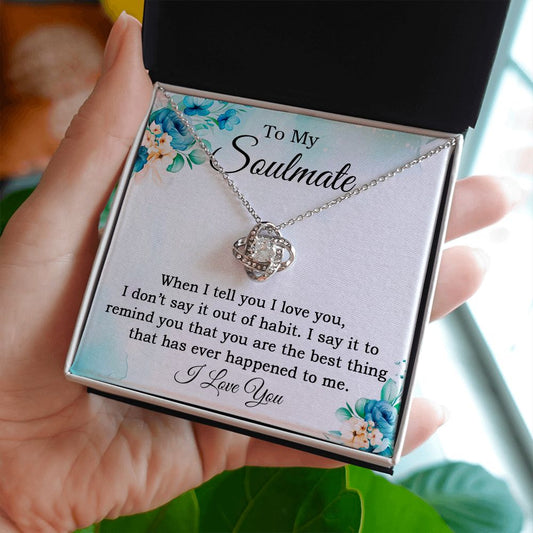 To My
Soulmate
When I tell you I love you,
I don't say it out of habit. I say it to
remind you that you are the best thing
that has ever happened to me.
I Love You